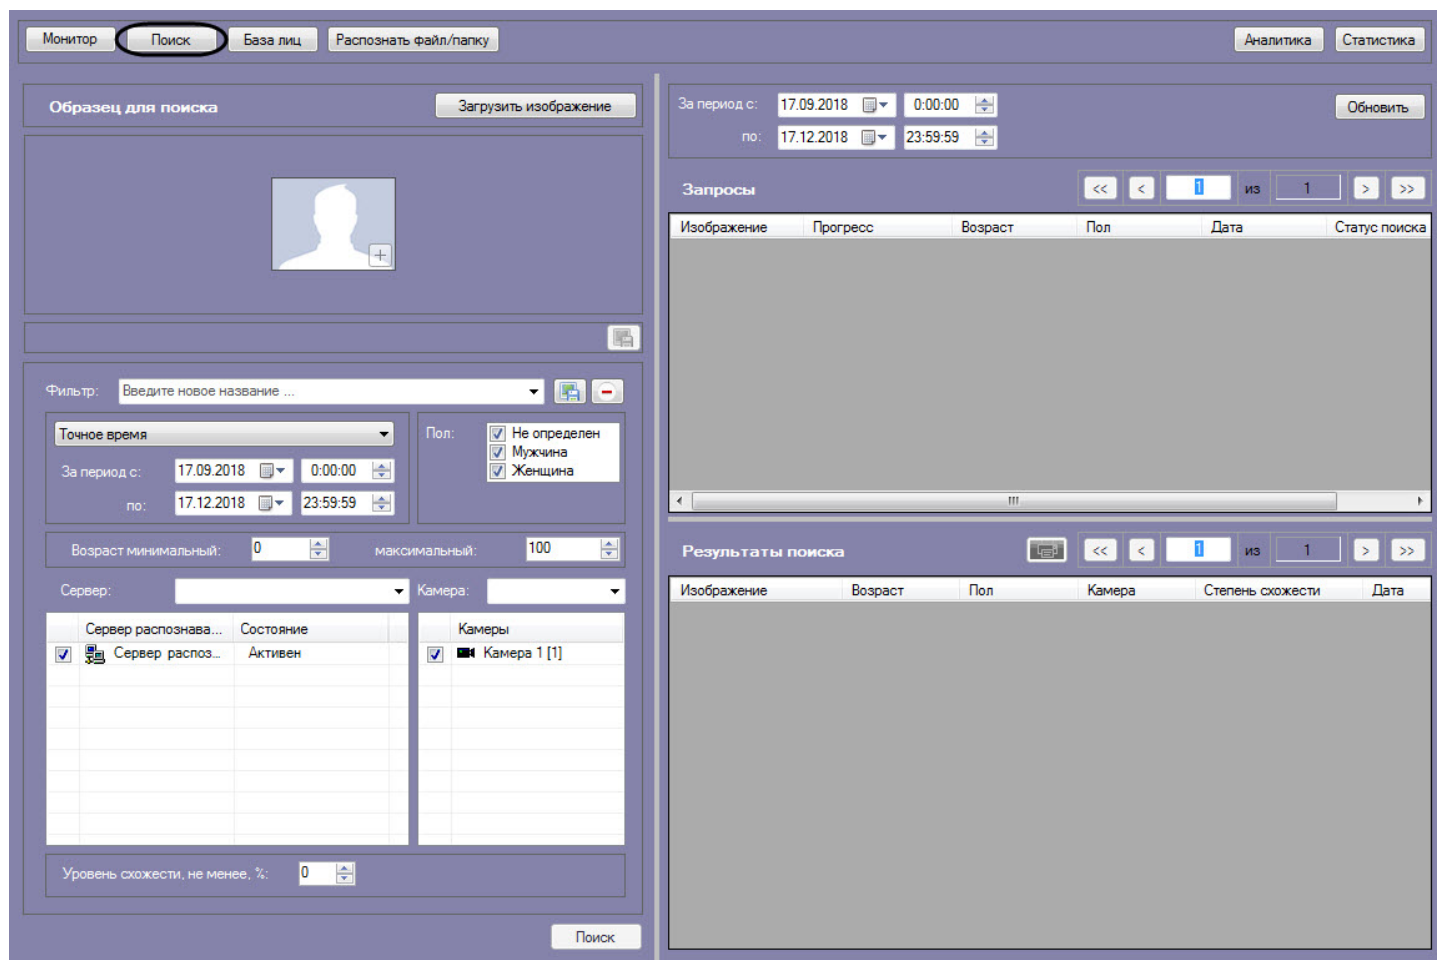 Монитор Поиск База лиц Распознать файл/папку Аналитика Статистика
Образец для поиска Загрузить изображение
Фильтр: Введите новое название ...
Точное время
За период с: 17.09.2018 0:00:00
по: 17.12.2018 23:59:59
Пол: Не определен
Мужчина
Женщина
Возраст минимальный: 0 максимальный: 100
Сервер: Камера:
Сервер распознава... Состояние
Сервер распоз... Активен
Камеры
Камера 1 [1]
Уровень схожести, не менее, %: 0
Поиск
За период с: 17.09.2018 0:00:00 Обновить
по: 17.12.2018 23:59:59
Запросы << < 1 из 1 > >>
Изображение Прогресс Возраст Пол Дата Статус поиска
Результаты поиска << < 1 из 1 > >>
Изображение Возраст Пол Камера Степень схожести Дата